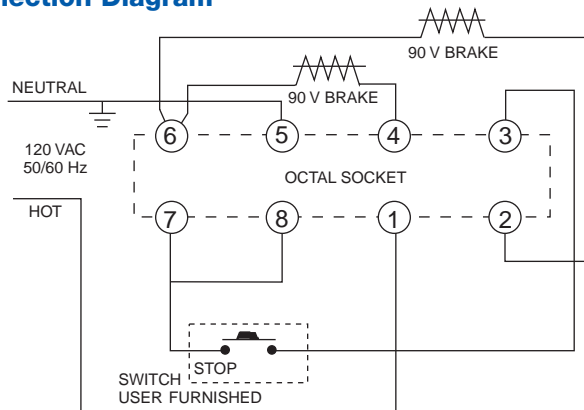 ection Diagram
90 V BRAKE
NEUTRAL
90 V BRAKE
6
5
4
3
120 VAC
50/60 Hz
OCTAL SOCKET
HOT
7
8
1
2
STOP
SWITCH
USER FURNISHED